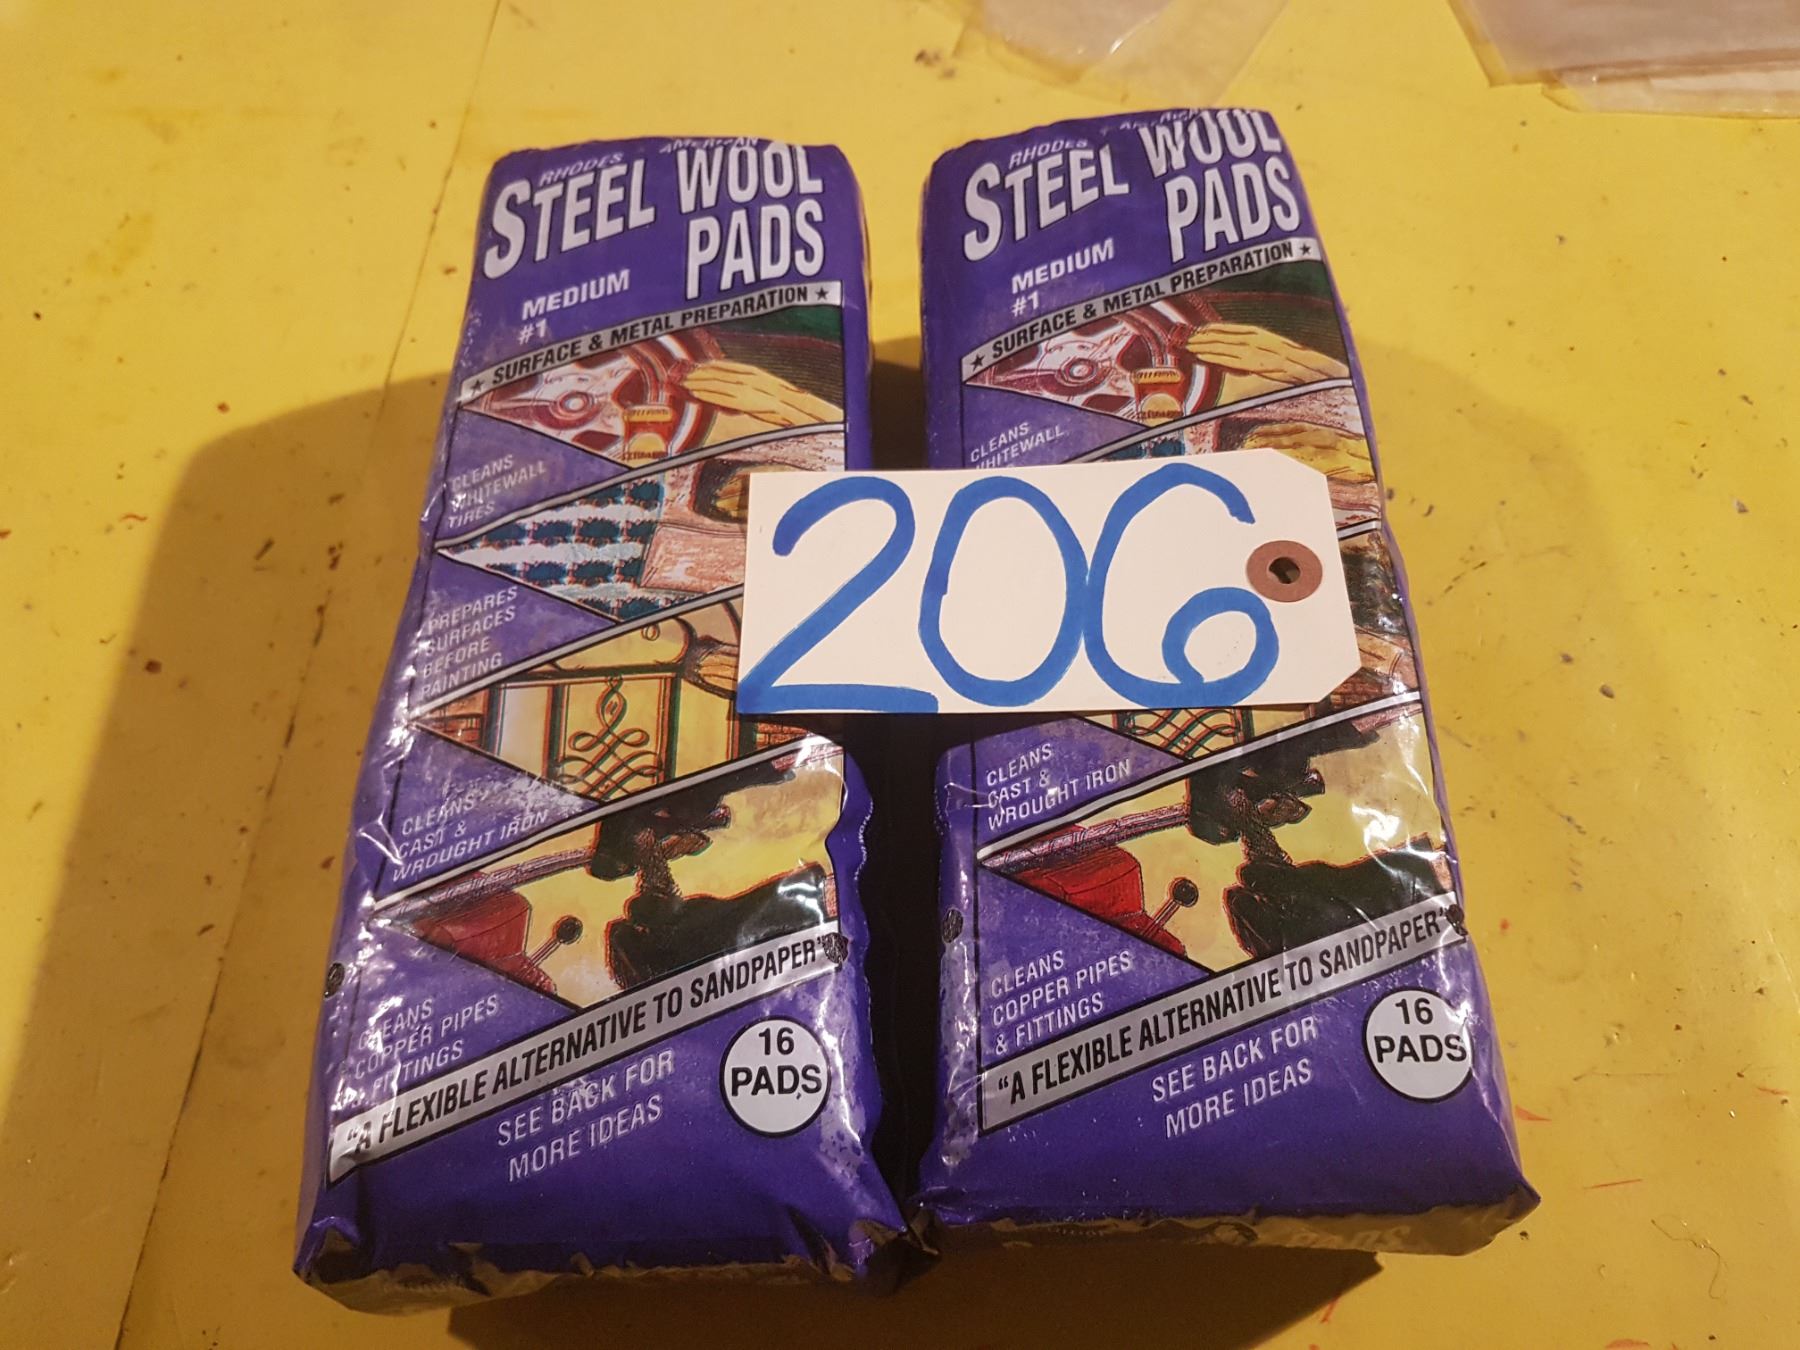 RHODES AMERICAN
STEEL WOOL
PADS
MEDIUM
#1
★ SURFACE & METAL PREPARATION ★
CLEANS
WHITEWALL
TIRES
PREPARES
SURFACES
BEFORE
PAINTING
CLEANS
CAST &
WROUGHT IRON
CLEANS
COPPER PIPES
& FITTINGS
"A FLEXIBLE ALTERNATIVE TO SANDPAPER"
SEE BACK FOR
MORE IDEAS
16
PADS
RHODES
STEEL WOOL
PADS
MEDIUM
#1
★ SURFACE & METAL PREPARATION ★
CLEANS
WHITEWALL
206
CLEANS
CAST &
WROUGHT IRON
CLEANS
COPPER PIPES
& FITTINGS
"A FLEXIBLE ALTERNATIVE TO SANDPAPER"
SEE BACK FOR
MORE IDEAS
16
PADS